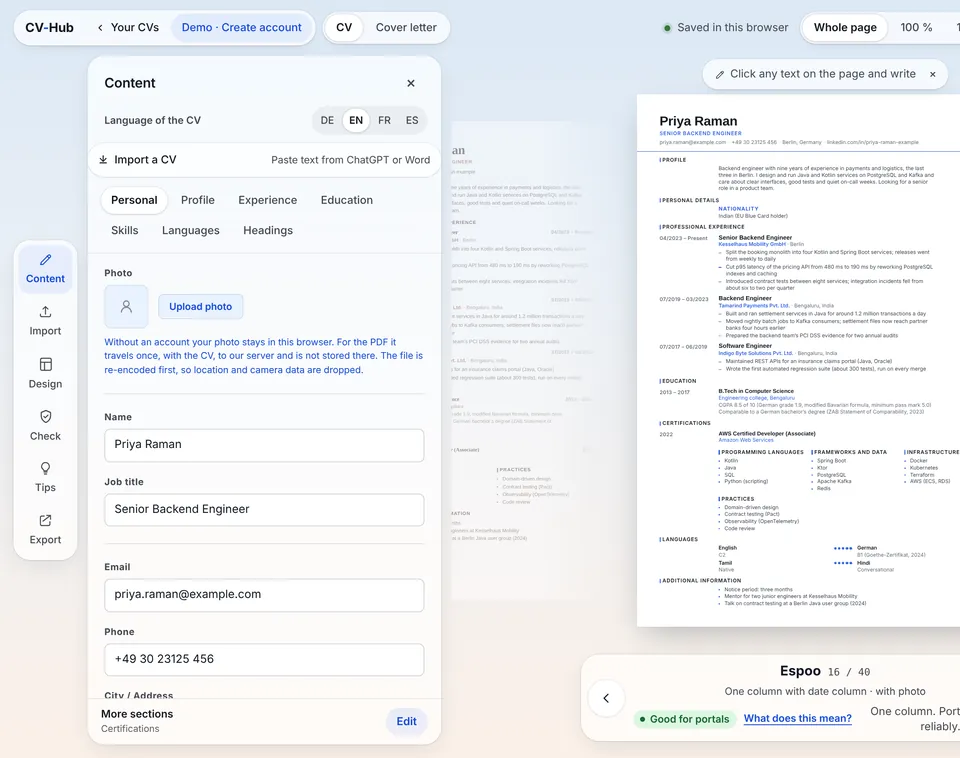 CV-Hub
Your CVs
Demo · Create account
CV
Cover letter
Saved in this browser
Whole page
100 %
Click any text on the page and write
Content
Language of the CV
DE
EN
FR
ES
Import a CV
Paste text from ChatGPT or Word
Personal
Profile
Experience
Education
Skills
Languages
Headings
Content
Import
Design
Check
Tips
Export
Photo
Upload photo
Without an account your photo stays in this browser. For the PDF it
travels once, with the CV, to our server and is not stored there. The file is
re-encoded first, so location and camera data are dropped.
Name
Priya Raman
Job title
Senior Backend Engineer
Email
priya.raman@example.com
Phone
+49 30 23125 456
City / Address
More sections
Certifications
Edit
Priya Raman
SENIOR BACKEND ENGINEER
priya.raman@example.com +49 30 23125 456 Berlin, Germany linkedin.com/in/priya-raman-example
PROFILE
Backend engineer with nine years of experience in payments and logistics, the last
three in Berlin. I design and run Java and Kotlin services on PostgreSQL and Kafka and
care about clear interfaces, good tests and quiet on-call weeks. Looking for a senior
role in a product team.
PERSONAL DETAILS
NATIONALITY
Indian (EU Blue Card holder)
PROFESSIONAL EXPERIENCE
04/2023 – Present
Senior Backend Engineer
Kesselhaus Mobility GmbH · Berlin
– Split the booking monolith into four Kotlin and Spring Boot services; releases went
from weekly to daily
– Cut p95 latency of the pricing API from 480 ms to 190 ms by reworking PostgreSQL
indexes and caching
– Introduced contract tests between eight services; integration incidents fell from
about six to two per quarter
07/2019 – 03/2023
Backend Engineer
Tamarind Payments Pvt. Ltd. · Bengaluru, India
– Built and ran settlement services in Java for around 1.2 million transactions a day
– Moved nightly batch jobs to Kafka consumers; settlement files now reach partner
banks four hours earlier
– Prepared the backend team's PCI DSS evidence for two annual audits
07/2017 – 06/2019
Software Engineer
Indigo Byte Solutions Pvt. Ltd. · Bengaluru, India
– Maintained REST APIs for an insurance claims portal (Java, Oracle)
– Wrote the first automated regression suite (about 300 tests), run on every merge
EDUCATION
2013 – 2017
B.Tech in Computer Science
Engineering college, Bengaluru
CGPA 8.5 of 10 (German grade 1.9, modified Bavarian formula, minimum pass mark 5.0)
Comparable to a German bachelor's degree (ZAB Statement of Comparability, 2023)
CERTIFICATIONS
2022
AWS Certified Developer (Associate)
Amazon Web Services
PROGRAMMING LANGUAGES
• Kotlin
• Java
• SQL
• Python (scripting)
FRAMEWORKS AND DATA
• Spring Boot
• Ktor
• PostgreSQL
• Apache Kafka
• Redis
INFRASTRUCTURE
• Docker
• Kubernetes
• Terraform
• AWS (ECS, RDS)
PRACTICES
• Domain-driven design
• Contract testing (Pact)
• Observability (OpenTelemetry)
• Code review
LANGUAGES
English
C2
German
B1 (Goethe-Zertifikat, 2024)
Tamil
Native
Hindi
Conversational
ADDITIONAL INFORMATION
• Notice period: three months
• Mentor for two junior engineers at Kesselhaus Mobility
• Talk on contract testing at a Berlin Java user group (2024)
Espoo 16 / 40
One column with date column · with photo
Good for portals
What does this mean?
One column. Port
reliably.